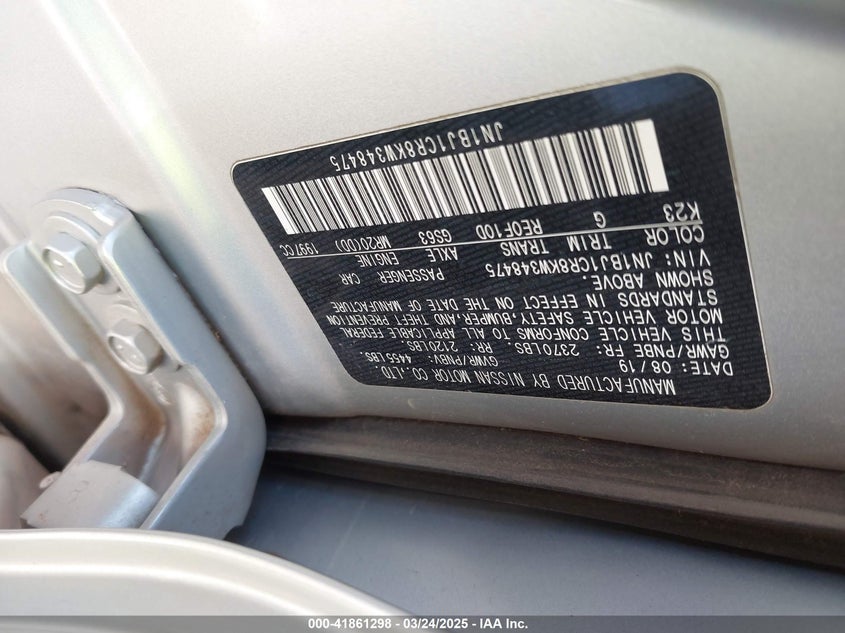 MANUFACTURED BY NISSAN MOTOR CO.,LTD.
DATE: 08/19 GVWR/PNBV: 4455LBS.
GAWR/PNBE FR: 2370LBS RR: 2120LBS
THIS VEHICLE CONFORMS TO ALL APPLICABLE FEDERAL
MOTOR VEHICLE SAFETY,BUMPER,AND THEFT PREVENTION
STANDARDS IN EFFECT ON THE DATE OF MANUFACTURE
SHOWN ABOVE.
VIN: JN1BJ1CR8KW348475 PASSENGER CAR
COLOR TRIM TRANS AXLE ENGINE
K23 G RE0F10D GS63 MR20(DD) 1997CC
JN1BJ1CR8KW348475
000-41861298 - 03/24/2025 - IAA Inc.